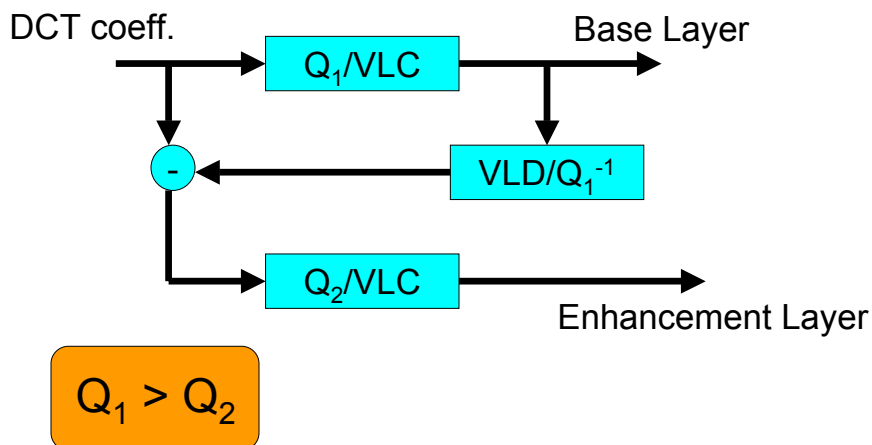 DCT coeff.
Base Layer
Q₁/VLC
-
VLD/Q₁⁻¹
Q₂/VLC
Enhancement Layer
Q₁ > Q₂